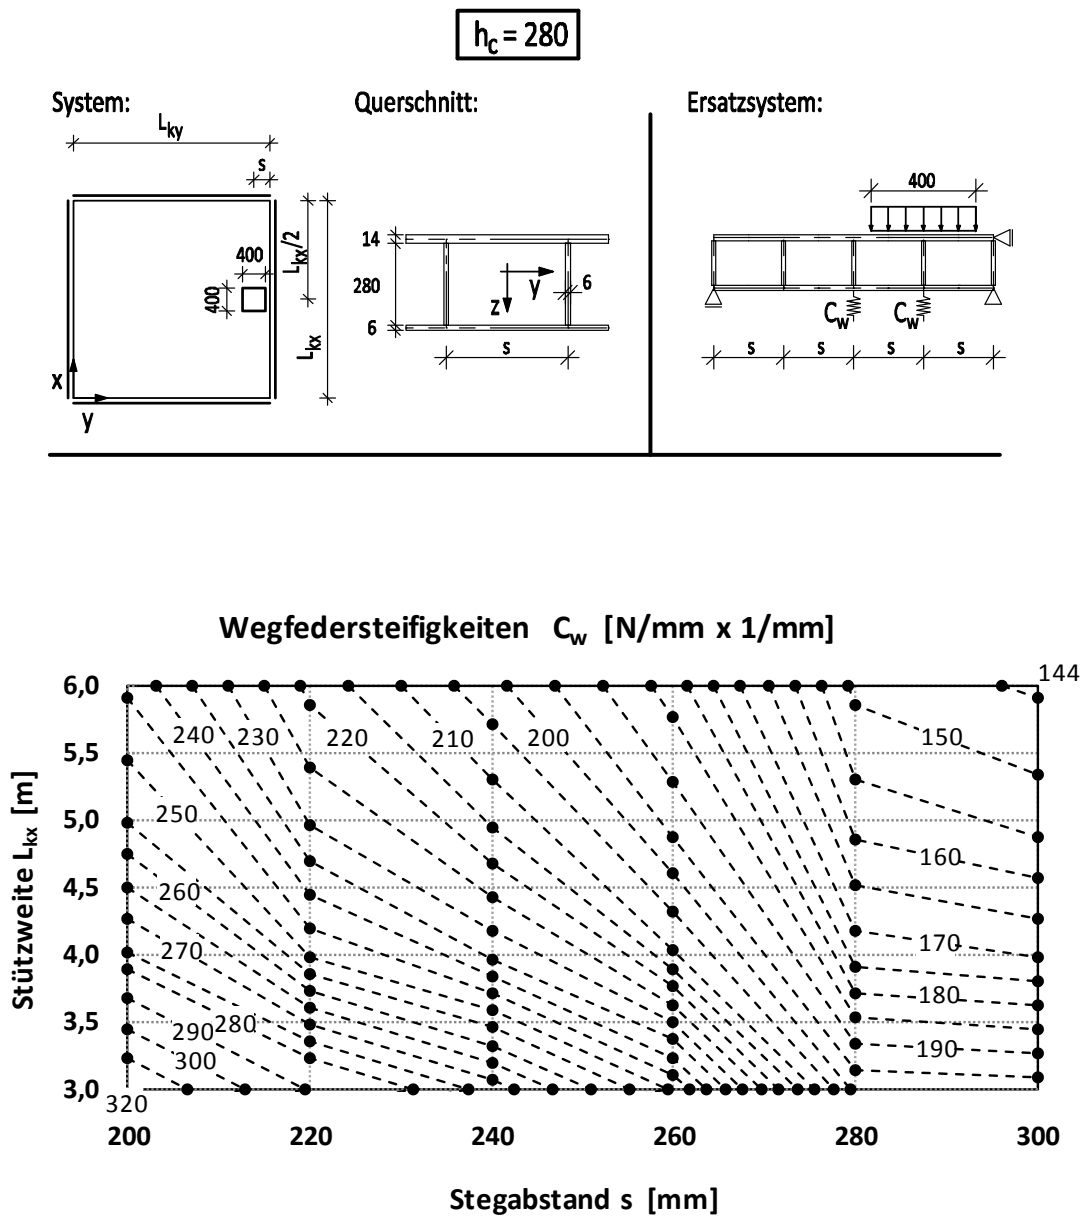 h_c = 280
System: Querschnitt: Ersatzsystem:
L_ky
s
400
400
L_kx/2
L_kx
x
y
14
280
6
y
z
6
s
400
C_w C_w
s s s s
Wegfedersteifigkeiten C_w [N/mm x 1/mm]
144
6,0
5,5
5,0
4,5
4,0
3,5
3,0
Stützweite L_kx [m]
240 230 220 210 200 150
250
160
260
270 170
180
290 280
190
300
320
200 220 240 260 280 300
Stegabstand s [mm]